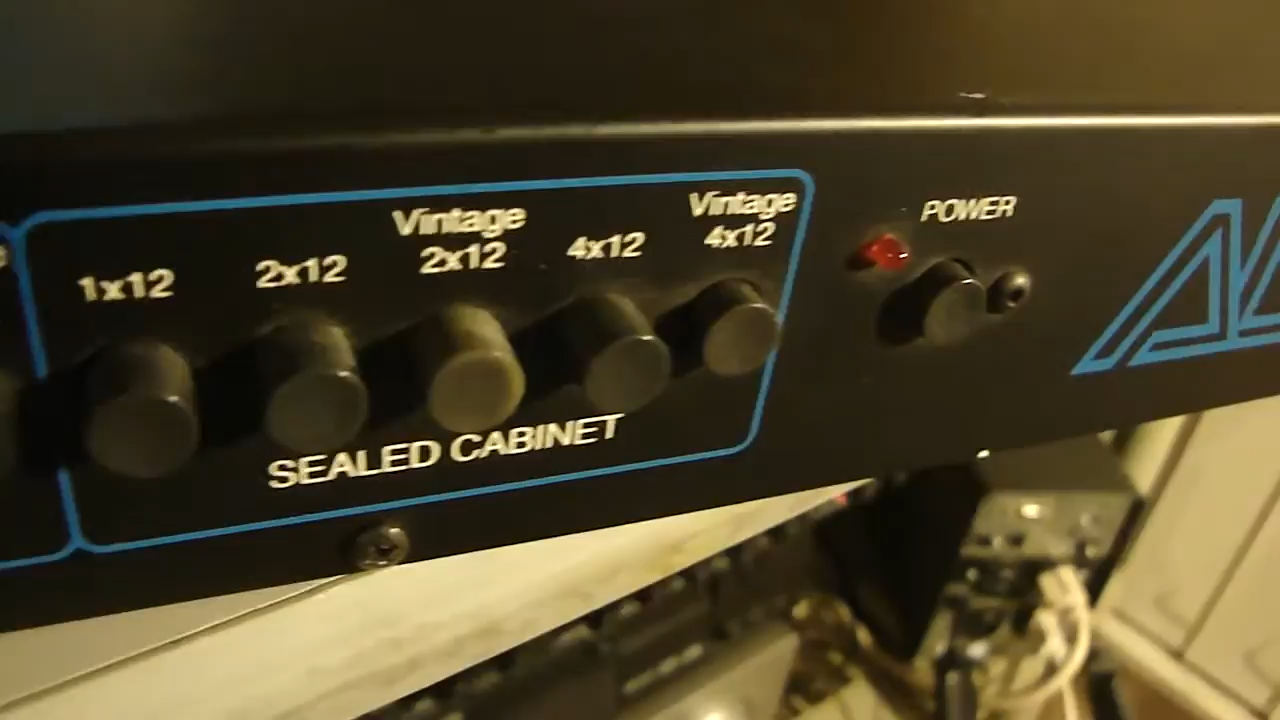 1x12
2x12
Vintage
2x12
4x12
Vintage
4x12
SEALED CABINET
POWER